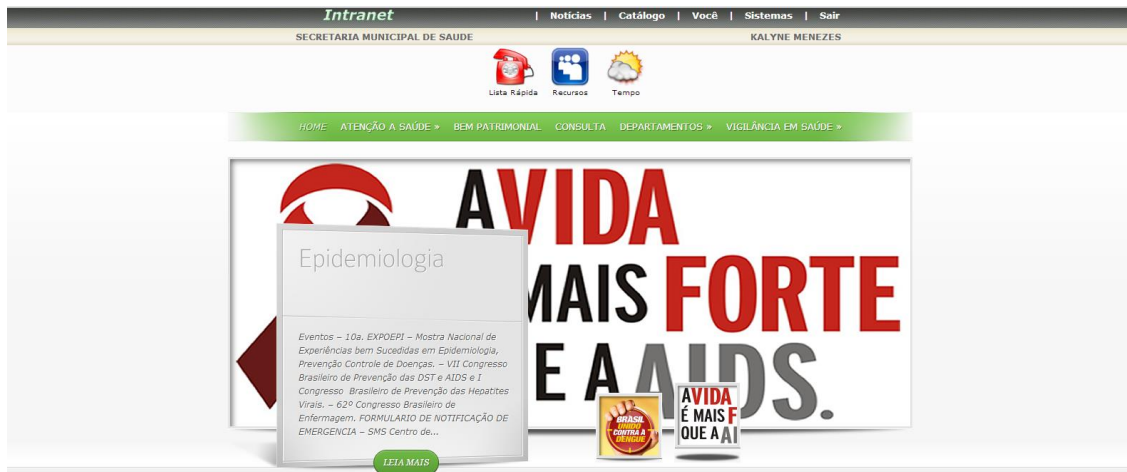 Intranet | Notícias | Catálogo | Você | Sistemas | Sair
SECRETARIA MUNICIPAL DE SAUDE KALYNE MENEZES
Lista Rápida Recursos Tempo
HOME ATENÇÃO A SAÚDE » BEM PATRIMONIAL CONSULTA DEPARTAMENTOS » VIGILÂNCIA EM SAÚDE »
A VIDA
MAIS FORTE
E A AIDS.
Epidemiologia
Eventos – 10a. EXPOEPI – Mostra Nacional de
Experiências bem Sucedidas em Epidemiologia,
Prevenção Controle de Doenças. – VII Congresso
Brasileiro de Prevenção das DST e AIDS e I
Congresso Brasileiro de Prevenção das Hepatites
Virais. – 62º Congresso Brasileiro de
Enfermagem. FORMULARIO DE NOTIFICAÇÃO DE
EMERGENCIA – SMS Centro de...
LEIA MAIS
BRASIL
UNIDO
CONTRA A
DENGUE
A VIDA
É MAIS F
QUE A AI